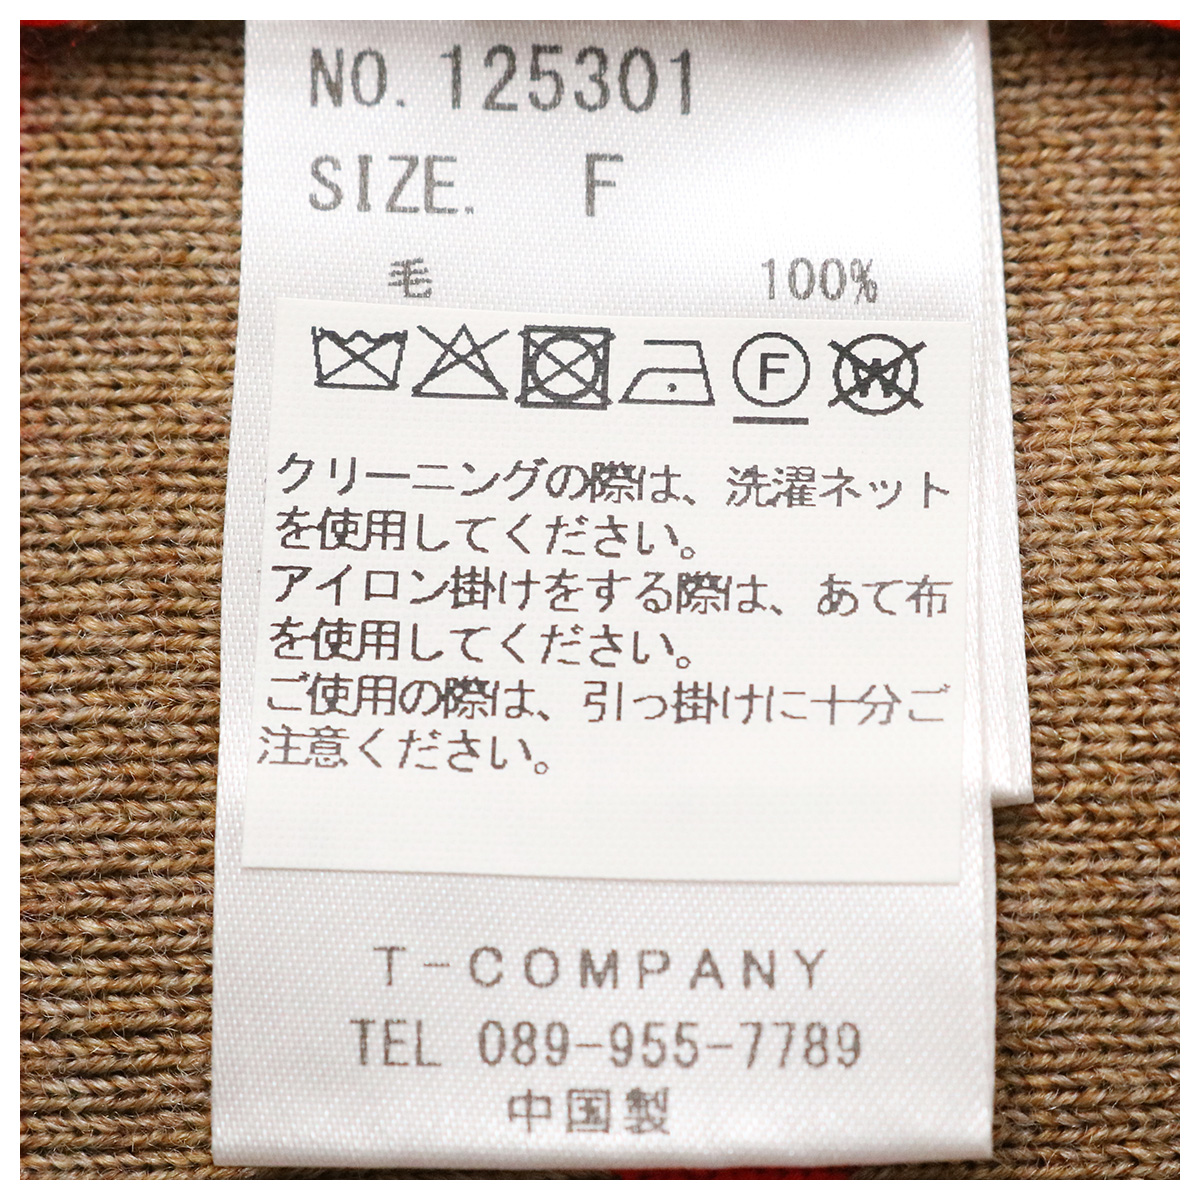 NO. 125301
SIZE. F
毛 100%
F
W
クリーニングの際は、洗濯ネット
を使用してください。
アイロン掛けをする際は、あて布
を使用してください。
ご使用の際は、引っ掛けに十分ご
注意ください。
T-COMPANY
TEL 089-955-7789
中国製